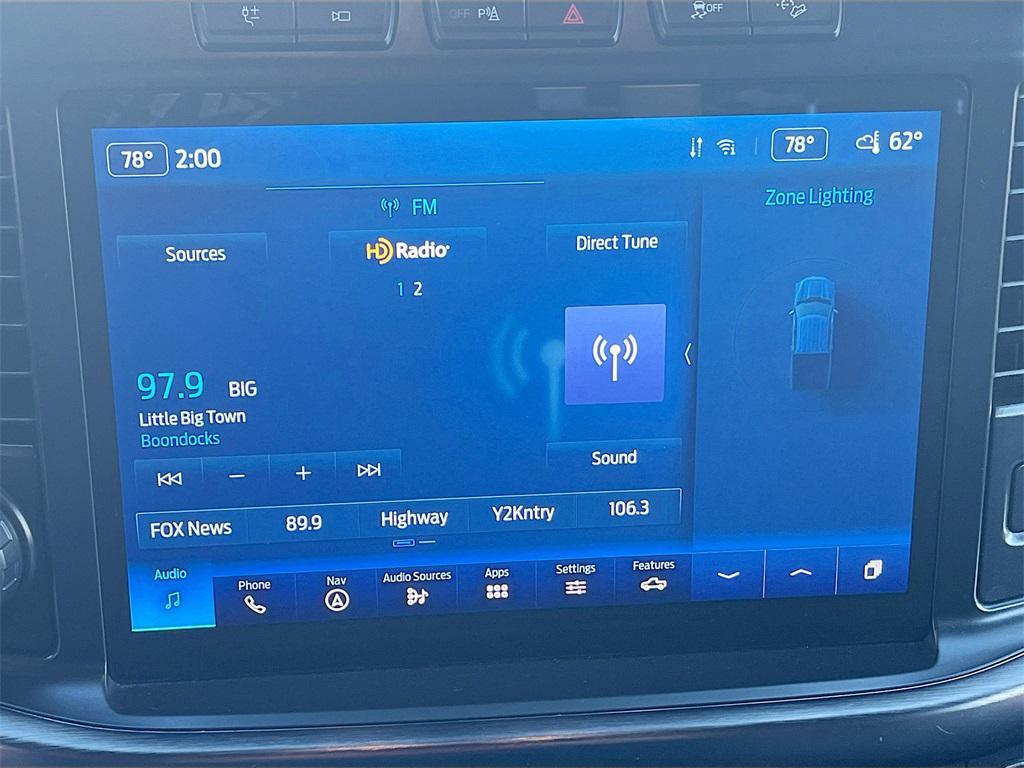 OFF P
OFF
78° 2:00
78° 62°
FM
Zone Lighting
Sources
HD Radio
Direct Tune
1 2
97.9 BIG
Little Big Town
Boondocks
Sound
FOX News 89.9 Highway Y2Kntry 106.3
Audio
Phone
Nav
Audio Sources
Apps
Settings
Features